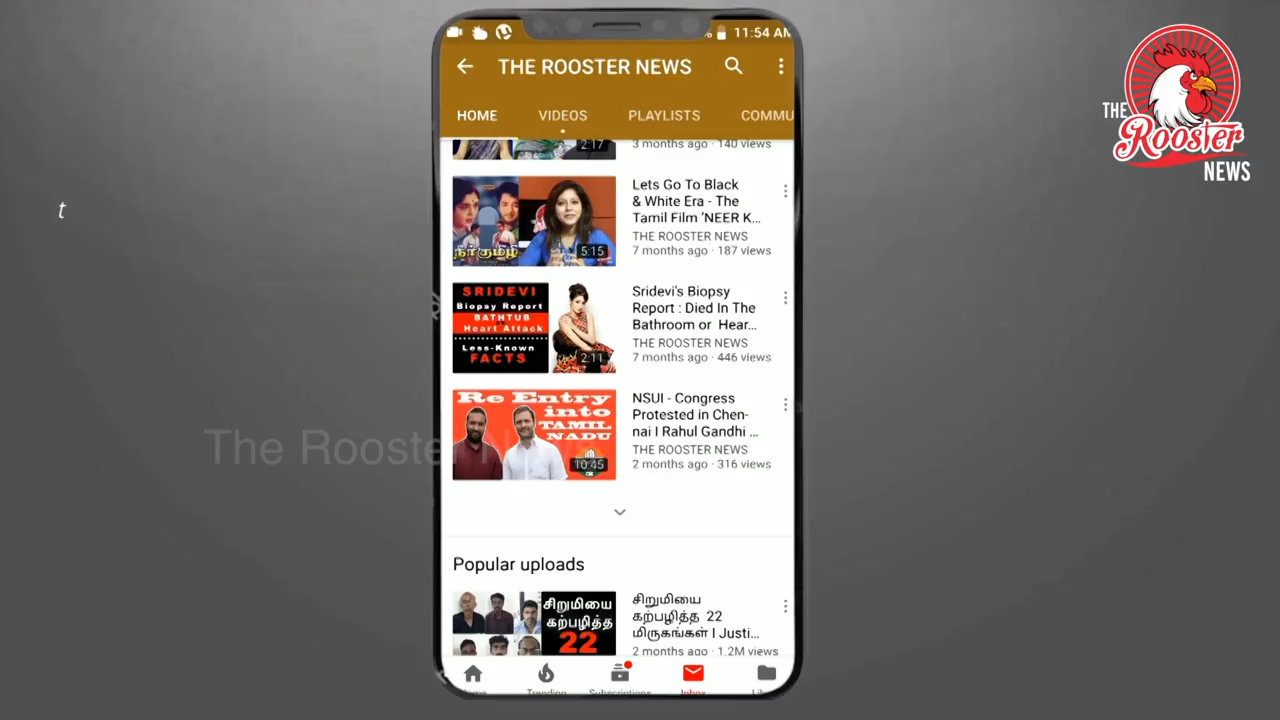 11:54 AM
THE ROOSTER NEWS
HOME VIDEOS PLAYLISTS COMMU
2:17
3 months ago · 140 views
Lets Go To Black
& White Era - The
Tamil Film 'NEER K...
THE ROOSTER NEWS
7 months ago · 187 views
நீர்குமிழி
5:15
SRIDEVI
Biopsy Report
BATHTUB
Heart Attack
Less-Known
FACTS
2:11
Sridevi's Biopsy
Report : Died In The
Bathroom or Hear...
THE ROOSTER NEWS
7 months ago · 446 views
Re Entry
into
TAMIL
NADU
10:45
NSUI - Congress
Protested in Chen-
nai I Rahul Gandhi ...
THE ROOSTER NEWS
2 months ago · 316 views
Popular uploads
சிறுமியை
கற்பழித்த
22
சிறுமியை
கற்பழித்த 22
மிருகங்கள் I Justi...
2 months ago · 1.2M views
Home Trending Subscriptions Inbox
THE
Rooster
NEWS
t
The Rooster N